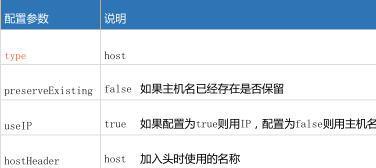 配置参数 说明
type host
preserveExisting false 如果主机名已经存在是否保留
useIP true 如果配置为true则用IP，配置为false则用主机名
hostHeader host 加入头时使用的名称